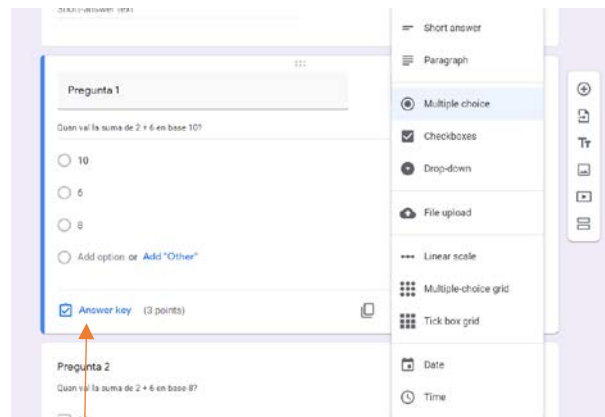 Short-answer text
Pregunta 1
Quan val la suma de 2 + 6 en base 10?
10
6
8
Add option or Add "Other"
Answer key (3 points)
Pregunta 2
Quan val la suma de 2 + 6 en base 8?
Short answer
Paragraph
Multiple choice
Checkboxes
Drop-down
File upload
Linear scale
Multiple-choice grid
Tick box grid
Date
Time
Tт